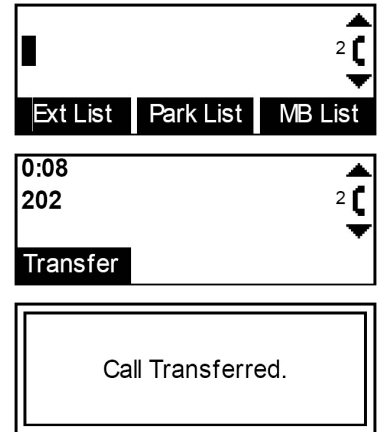 2
Ext List Park List MB List
0:08
202 2
Transfer
Call Transferred.